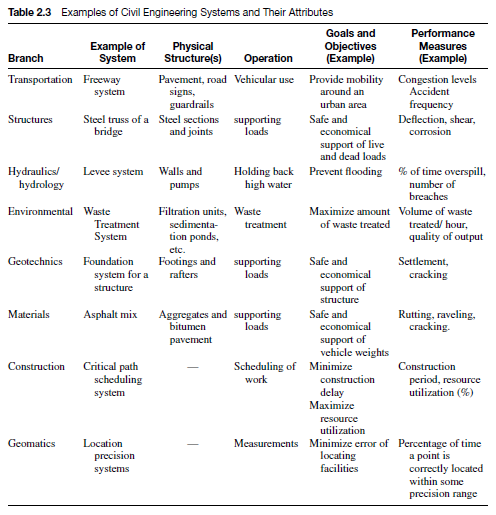 Table 2.3 Examples of Civil Engineering Systems and Their Attributes
Goals and Performance
Example of Physical Objectives Measures
Branch System Structure(s) Operation (Example) (Example)
Transportation Freeway Pavement, road Vehicular use Provide mobility Congestion levels
system signs, around an Accident
guardrails urban area frequency
Structures Steel truss of a Steel sections supporting Safe and Deflection, shear,
bridge and joints loads economical corrosion
support of live
and dead loads
Hydraulics/ Levee system Walls and Holding back Prevent flooding % of time overspill,
hydrology pumps high water number of
breaches
Environmental Waste Filtration units, Waste Maximize amount Volume of waste
Treatment sedimenta- treatment of waste treated treated/ hour,
System tion ponds, quality of output
etc.
Geotechnics Foundation Footings and supporting Safe and Settlement,
system for a rafters loads economical cracking
structure support of
structure
Materials Asphalt mix Aggregates and supporting Safe and Rutting, raveling,
bitumen loads economical cracking.
pavement support of
vehicle weights
Construction Critical path — Scheduling of Minimize Construction
scheduling work construction period, resource
system delay utilization (%)
Maximize
resource
utilization
Geomatics Location — Measurements Minimize error of Percentage of time
precision locating a point is
systems facilities correctly located
within some
precision range